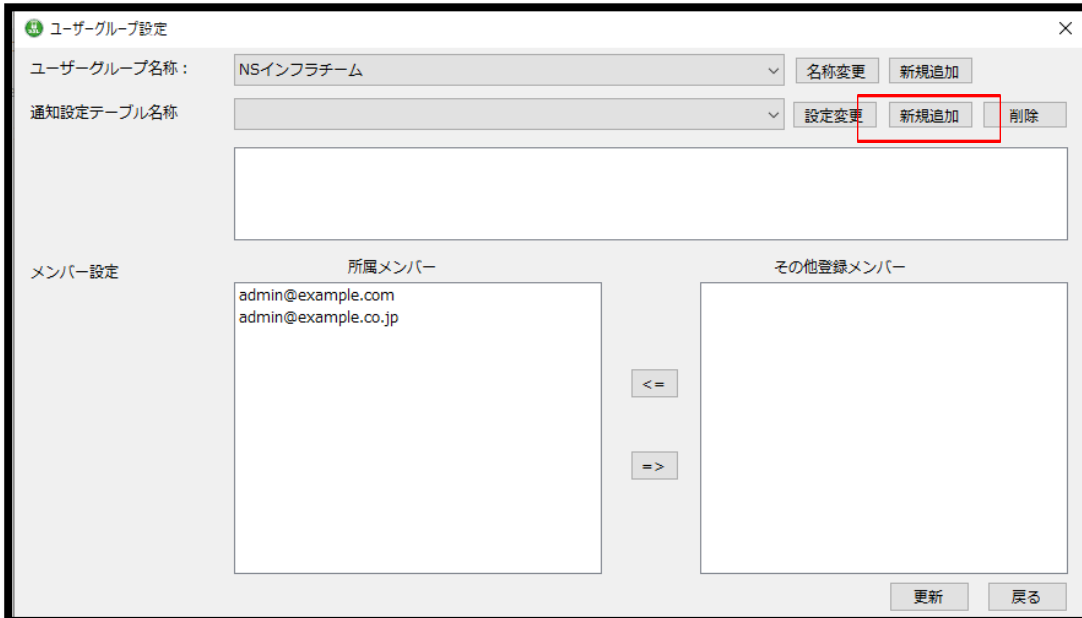 ユーザーグループ設定
ユーザーグループ名称： NSインフラチーム 名称変更 新規追加
通知設定テーブル名称 設定変更 新規追加 削除
メンバー設定 所属メンバー その他登録メンバー
admin@example.com
admin@example.co.jp
<=
=>
更新 戻る